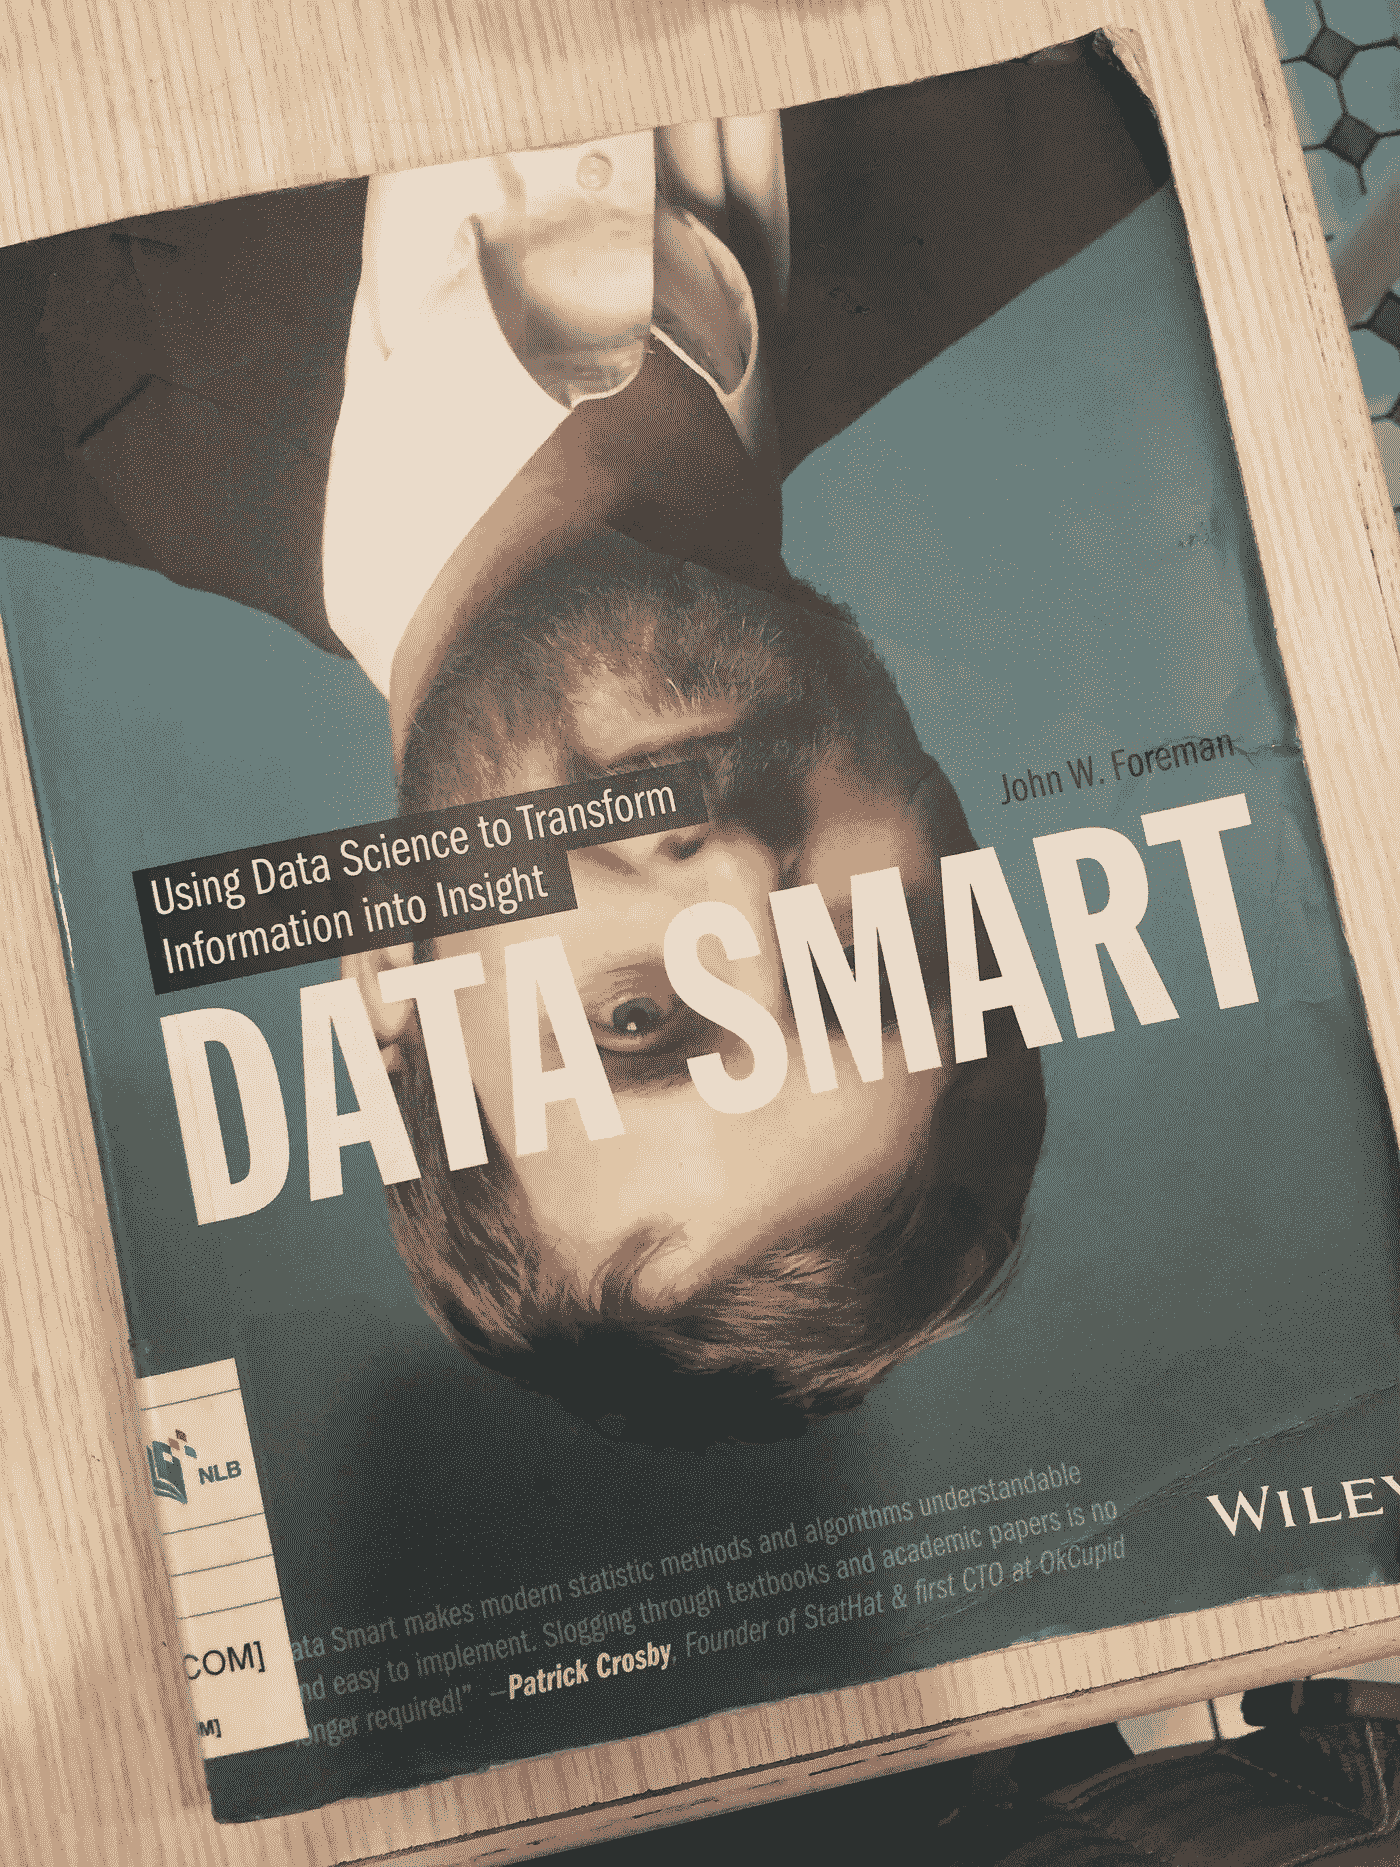 John W. Foreman
Using Data Science to Transform
Information into Insight
DATA SMART
NLB
COM]
M]
ata Smart makes modern statistic methods and algorithms understandable
nd easy to implement. Slogging through textbooks and academic papers is no
onger required!” —Patrick Crosby, Founder of StatHat & first CTO at OkCupid
WILEY